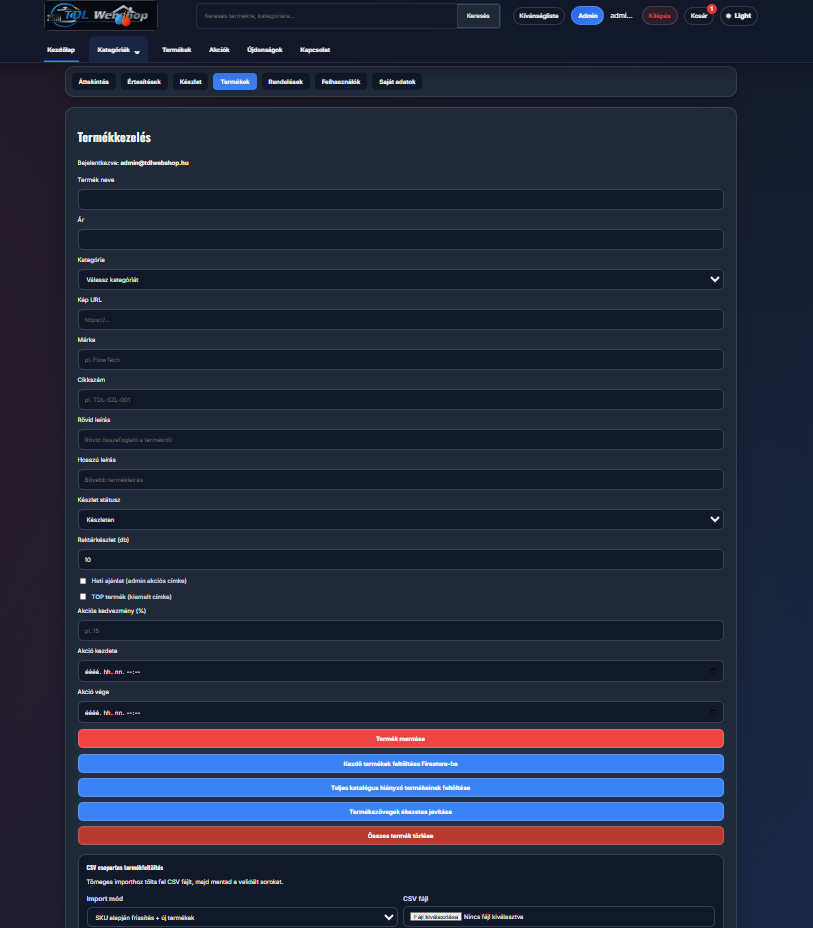 TDL Webshop
Keresés termékre, kategóriára...
Keresés
Kívánságlista
Admin
admi...
Kilépés
Kosár
1
Light
Kezdőlap
Kategóriák
Termékek
Akciók
Újdonságok
Kapcsolat
Áttekintés
Értesítések
Készlet
Termékek
Rendelések
Felhasználók
Saját adatok
Termékkezelés
Bejelentkezve: admin@tdlwebshop.hu
Termék neve
Ár
Kategória
Válassz kategóriát
Kép URL
https://...
Márka
pl. FlowTech
Cikkszám
pl. TDL-SZL-001
Rövid leírás
Rövid összefoglaló a termékről
Hosszú leírás
Bővebb termékleírás
Készlet státusz
Készleten
Raktárkészlet (db)
10
Heti ajánlat (admin akciós címke)
TOP termék (kiemelt címke)
Akciós kedvezmény (%)
pl. 15
Akció kezdete
éééé. hh. nn. --:--
Akció vége
éééé. hh. nn. --:--
Termék mentése
Kezdő termékek feltöltése Firestore-ba
Teljes katalógus hiányzó termékeinek feltöltése
Termékszövegek ékezetes javítása
Összes termék törlése
CSV csoportos termékfeltöltés
Tömeges importhoz tölts fel CSV fájlt, majd mentsd a validált sorokat.
Import mód
CSV fájl
SKU alapján frissítés + új termékek
Fájl kiválasztása Nincs fájl kiválasztva